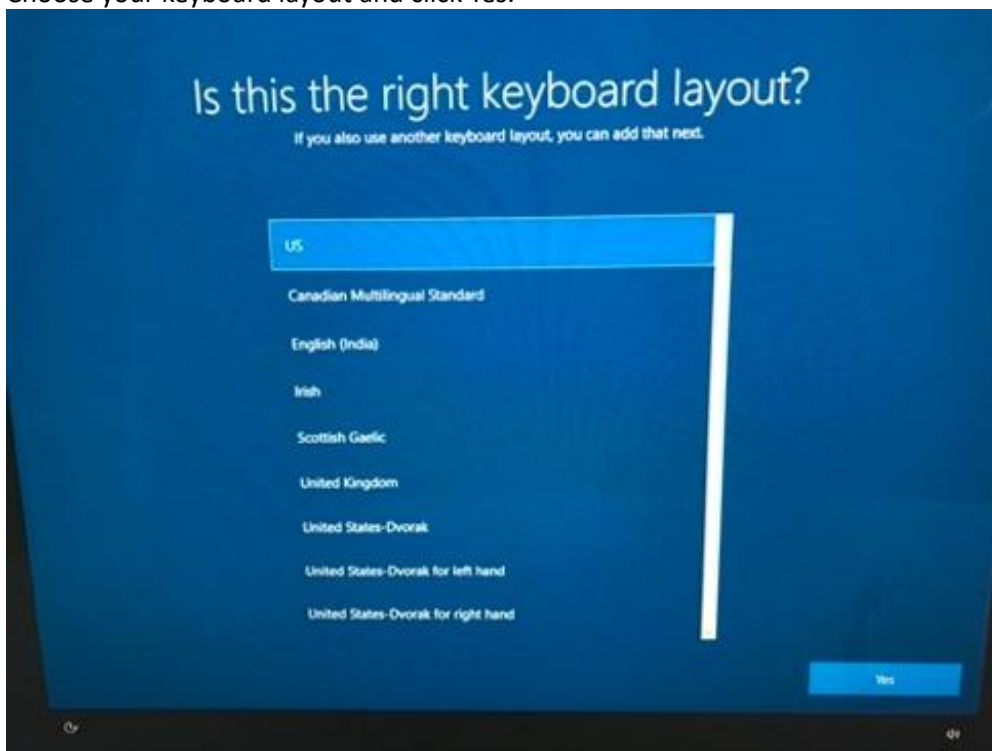 Choose your keyboard layout and click Yes.
Is this the right keyboard layout?
If you also use another keyboard layout, you can add that next.
US
Canadian Multilingual Standard
English (India)
Irish
Scottish Gaelic
United Kingdom
United States-Dvorak
United States-Dvorak for left hand
United States-Dvorak for right hand
Yes